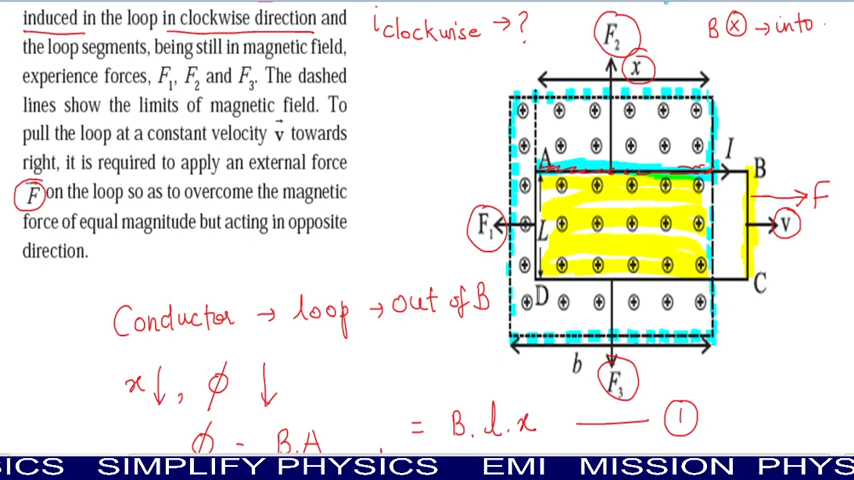 induced in the loop in clockwise direction and
the loop segments, being still in magnetic field,
experience forces, F1, F2 and F3. The dashed
lines show the limits of magnetic field. To
pull the loop at a constant velocity v⃗ towards
right, it is required to apply an external force
F⃗ on the loop so as to overcome the magnetic
force of equal magnitude but acting in opposite
direction.
i clockwise → ?
B ⊗ → into
F2
x
A
I
B
F
F1
L
v
D
C
b
F3
Conductor → loop → out of B
x↓, ϕ ↓
ϕ = B.A
= B.l.x —— ①
SICS SIMPLIFY PHYSICS EMI MISSION PHYS